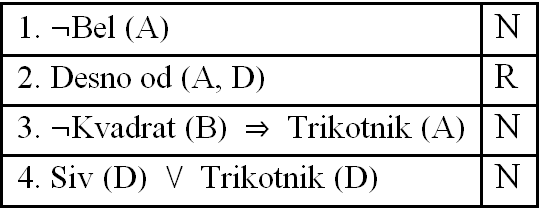 1. ¬Bel (A) N
2. Desno od (A, D) R
3. ¬Kvadrat (B) ⇒ Trikotnik (A) N
4. Siv (D) \/ Trikotnik (D) N